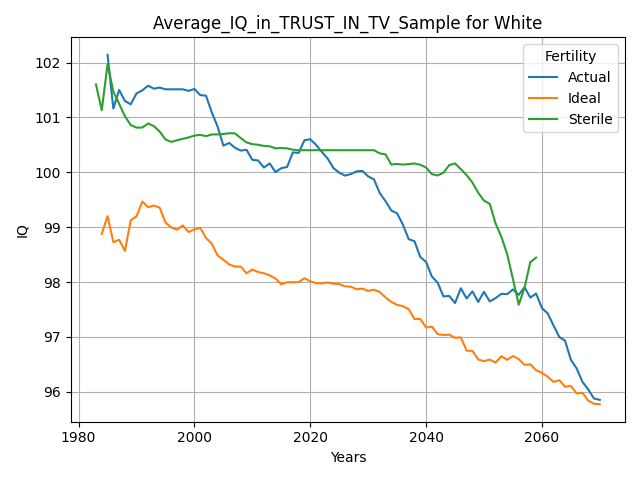 Average_IQ_in_TRUST_IN_TV_Sample for White
Fertility
Actual
Ideal
Sterile
IQ
102
101
100
99
98
97
96
1980
2000
2020
2040
2060
Years